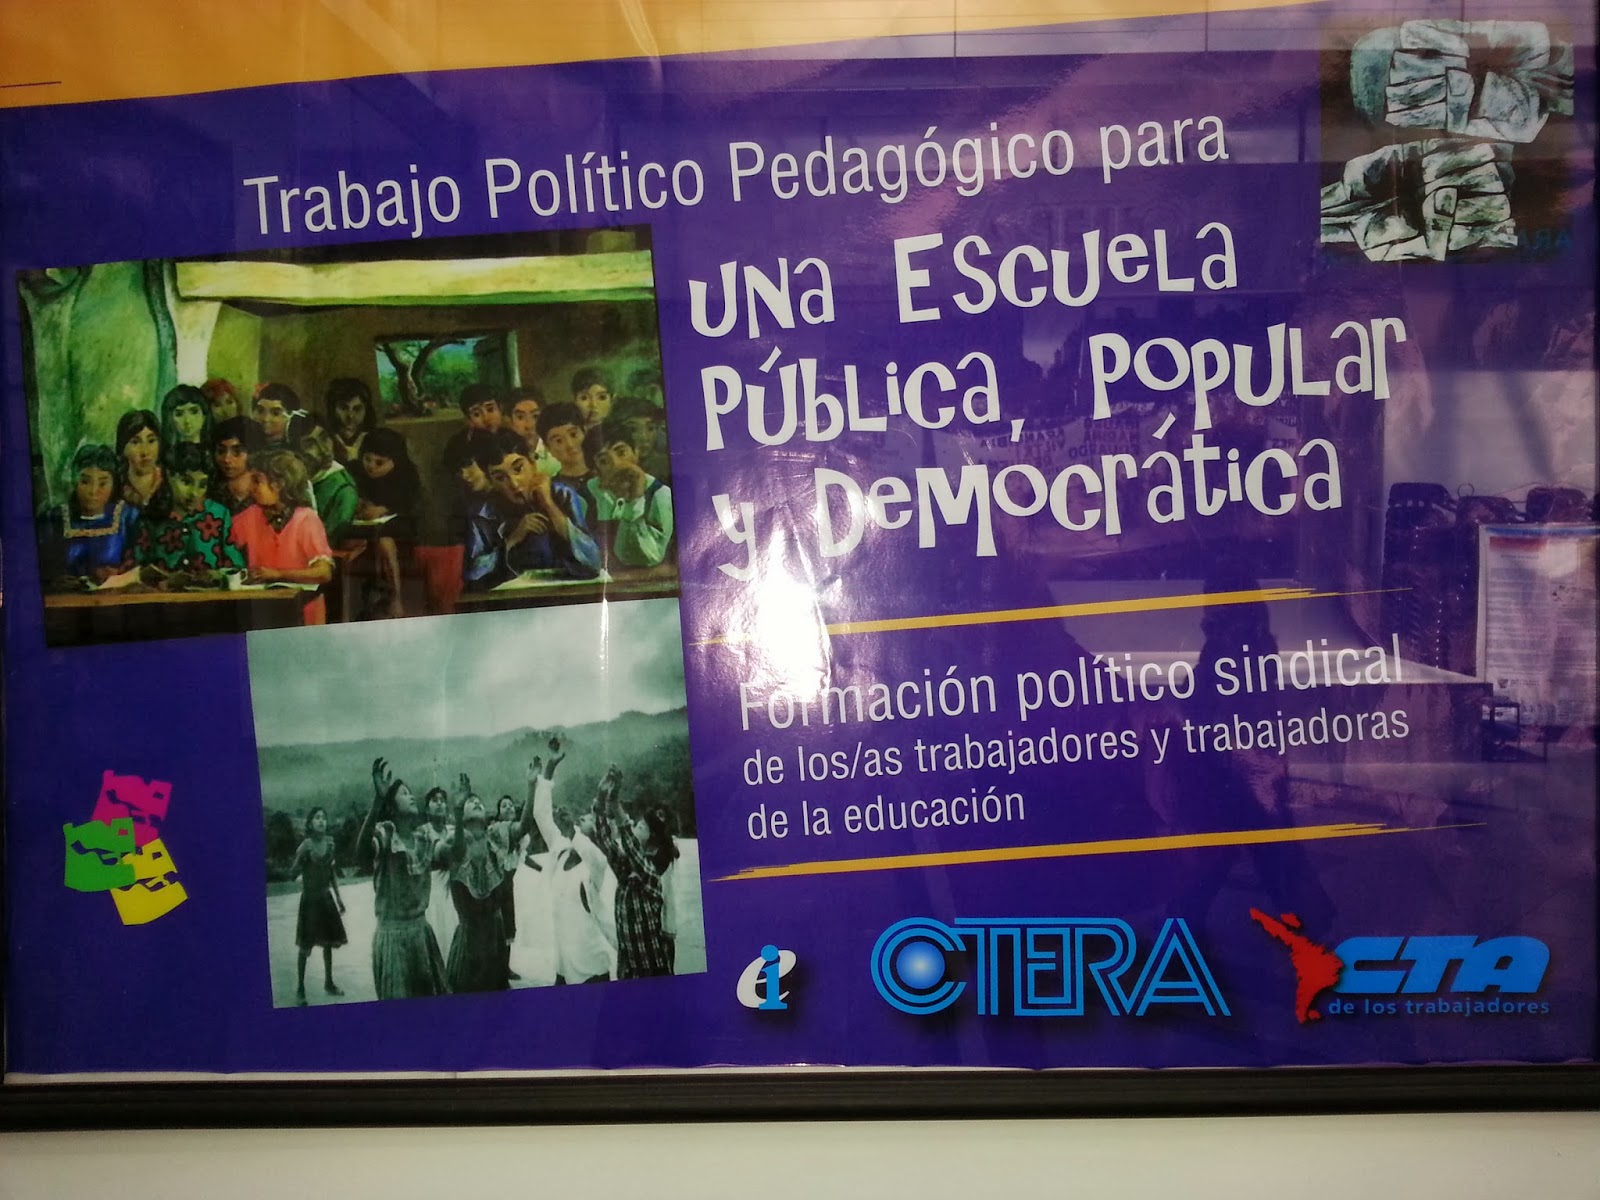 Trabajo Político Pedagógico para
UNA ESCUELA
PÚBLICA, POPULAR
y DEMOCRÁTICA
Formación político sindical
de los/as trabajadores y trabajadoras
de la educación
ei
CTERA
CTA
de los trabajadores